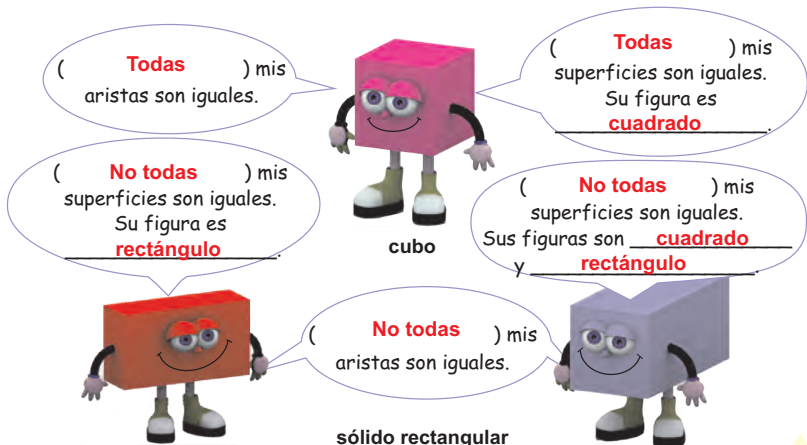 ( Todas ) mis
aristas son iguales.
( Todas ) mis
superficies son iguales.
Su figura es
cuadrado.
cubo
( No todas ) mis
superficies son iguales.
Su figura es
rectángulo.
( No todas ) mis
superficies son iguales.
Sus figuras son cuadrado
y rectángulo.
( No todas ) mis
aristas son iguales.
sólido rectangular